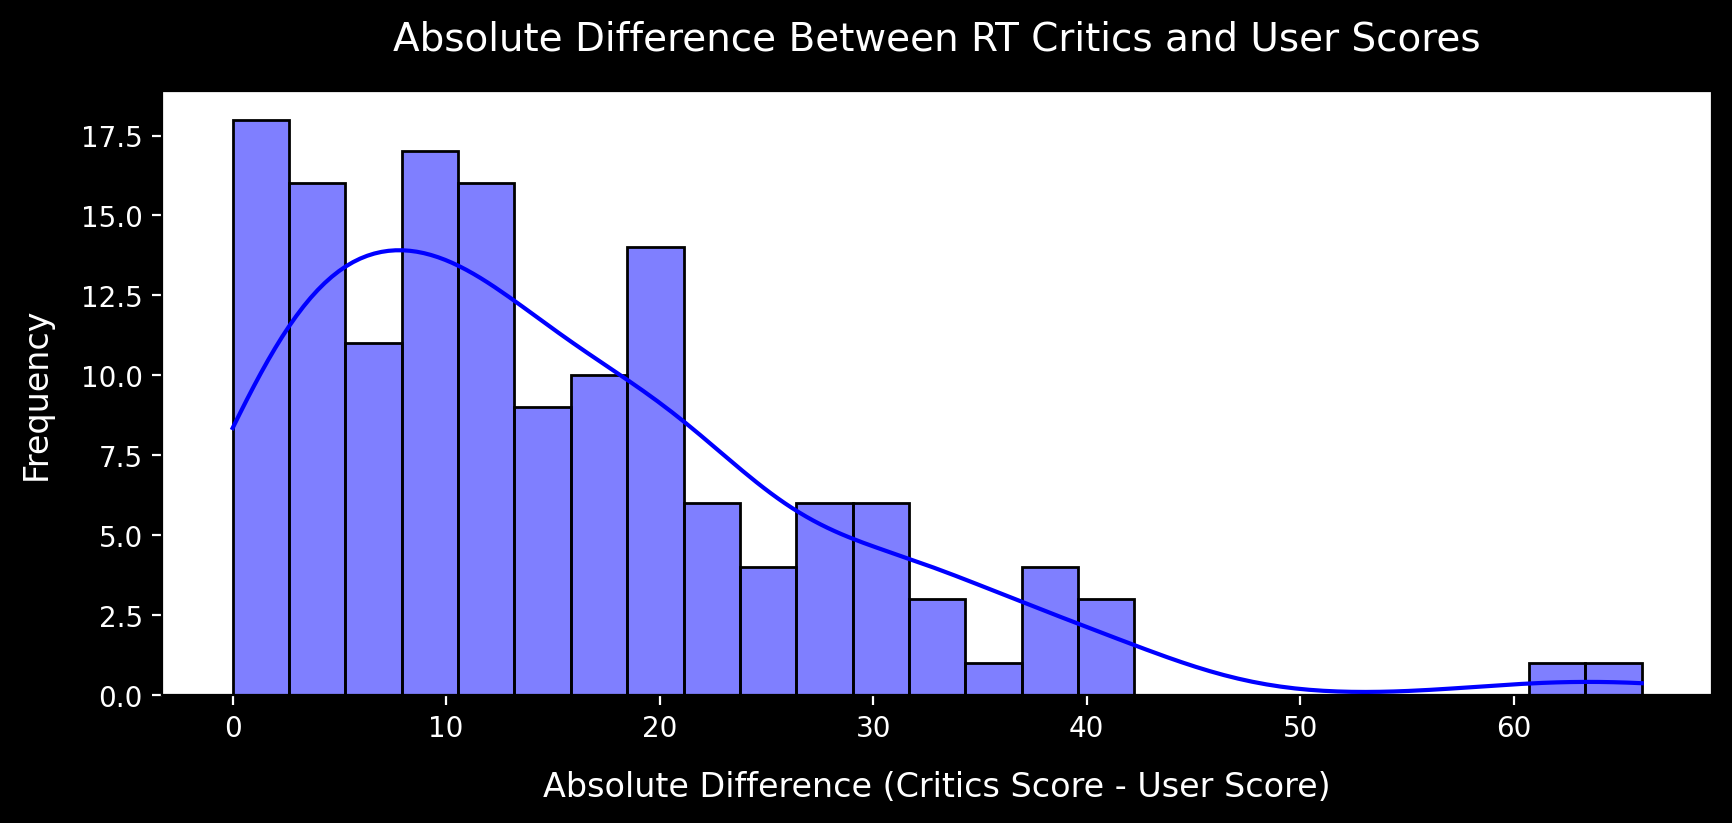 Absolute Difference Between RT Critics and User Scores
Frequency
17.5
15.0
12.5
10.0
7.5
5.0
2.5
0.0
0 10 20 30 40 50 60
Absolute Difference (Critics Score - User Score)